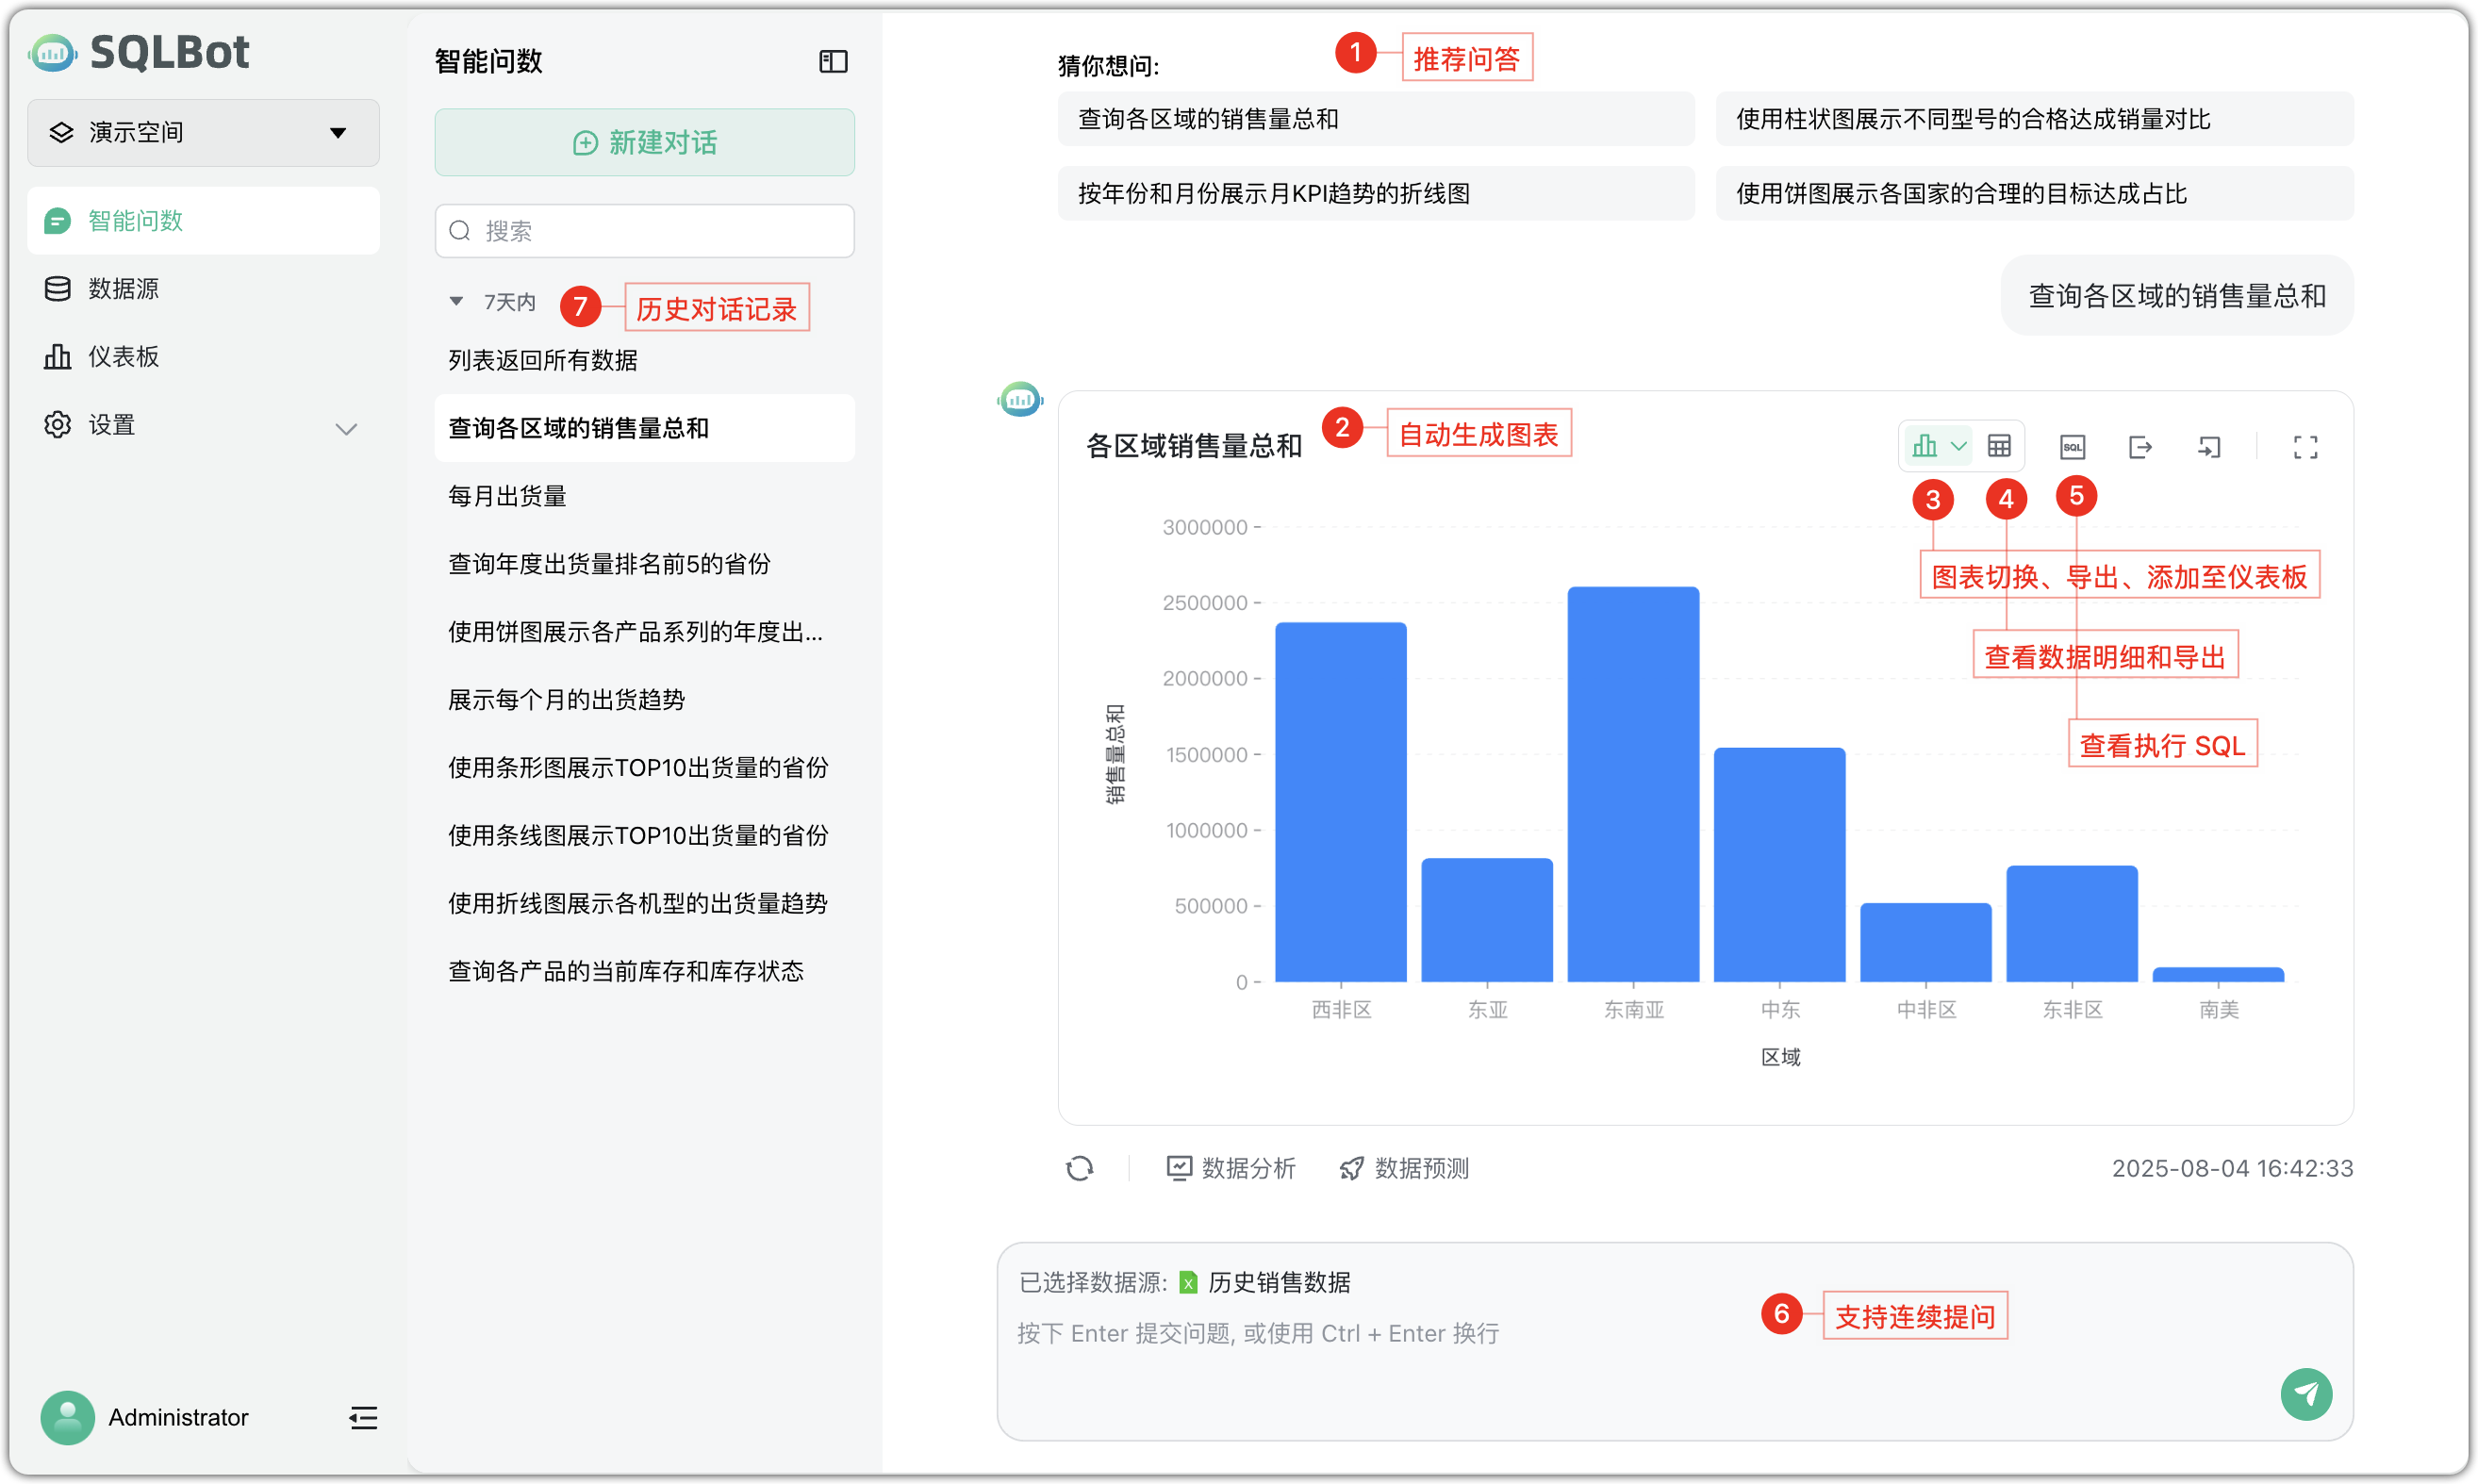 SQLBot
演示空间
智能问数
数据源
仪表板
设置
Administrator
智能问数
新建对话
搜索
7天内
7 历史对话记录
列表返回所有数据
查询各区域的销售量总和
每月出货量
查询年度出货量排名前5的省份
使用饼图展示各产品系列的年度出...
展示每个月的出货趋势
使用条形图展示TOP10出货量的省份
使用条线图展示TOP10出货量的省份
使用折线图展示各机型的出货量趋势
查询各产品的当前库存和库存状态
猜你想问:
1 推荐问答
查询各区域的销售量总和
使用柱状图展示不同型号的合格达成销量对比
按年份和月份展示月KPI趋势的折线图
使用饼图展示各国家的合理的目标达成占比
查询各区域的销售量总和
各区域销售量总和
2 自动生成图表
SQL
3 4 5
图表切换、导出、添加至仪表板
查看数据明细和导出
查看执行 SQL
销售量总和
3000000
2500000
2000000
1500000
1000000
500000
0
西非区 东亚 东南亚 中东 中非区 东非区 南美
区域
数据分析 数据预测
2025-08-04 16:42:33
已选择数据源: X 历史销售数据
按下 Enter 提交问题, 或使用 Ctrl + Enter 换行
6 支持连续提问